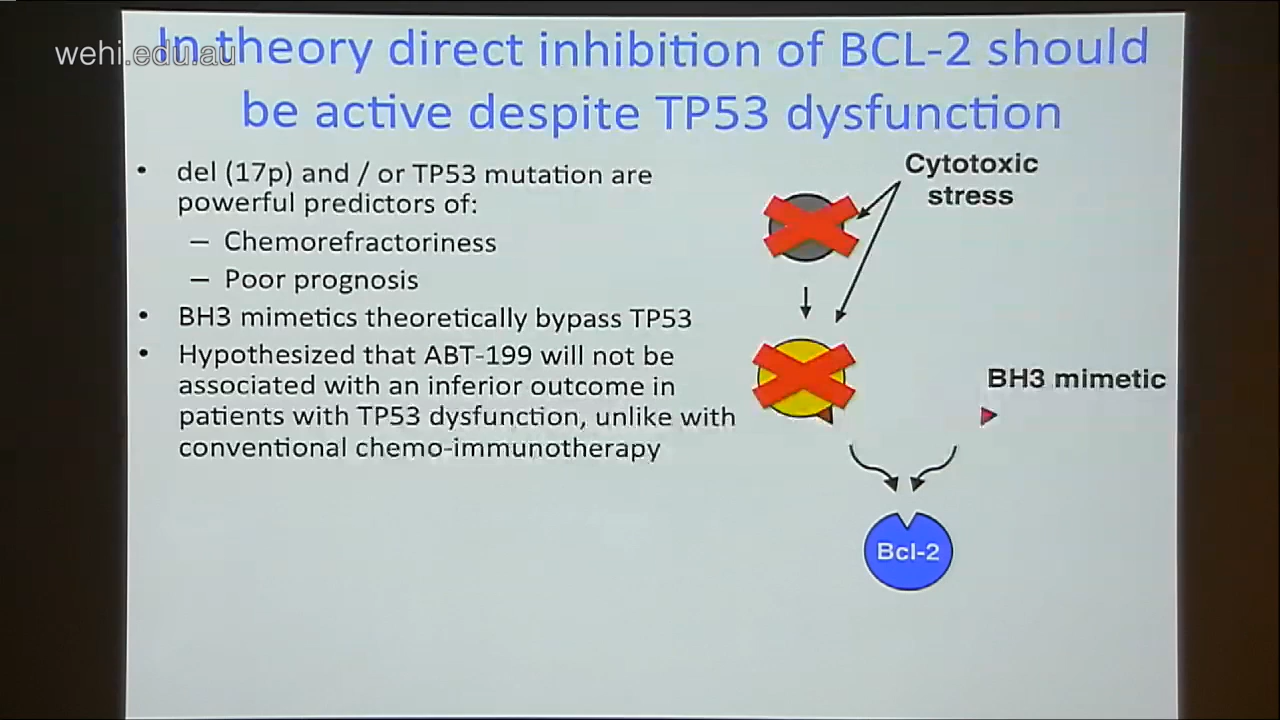 wehi.edu.au
In theory direct inhibition of BCL-2 should
be active despite TP53 dysfunction
• del (17p) and / or TP53 mutation are
powerful predictors of:
– Chemorefractoriness
– Poor prognosis
• BH3 mimetics theoretically bypass TP53
• Hypothesized that ABT-199 will not be
associated with an inferior outcome in
patients with TP53 dysfunction, unlike with
conventional chemo-immunotherapy
Cytotoxic
stress
BH3 mimetic
Bcl-2